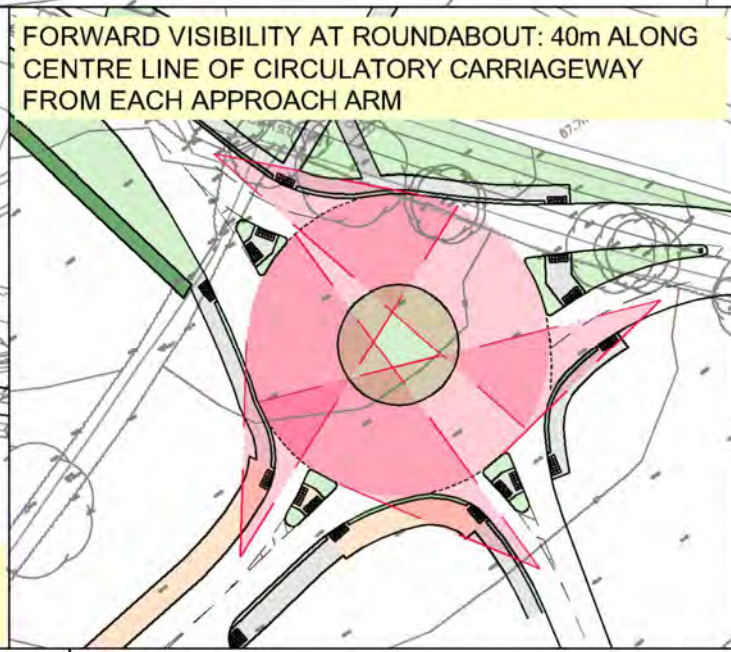 FORWARD VISIBILITY AT ROUNDABOUT: 40m ALONG
CENTRE LINE OF CIRCULATORY CARRIAGEWAY
FROM EACH APPROACH ARM